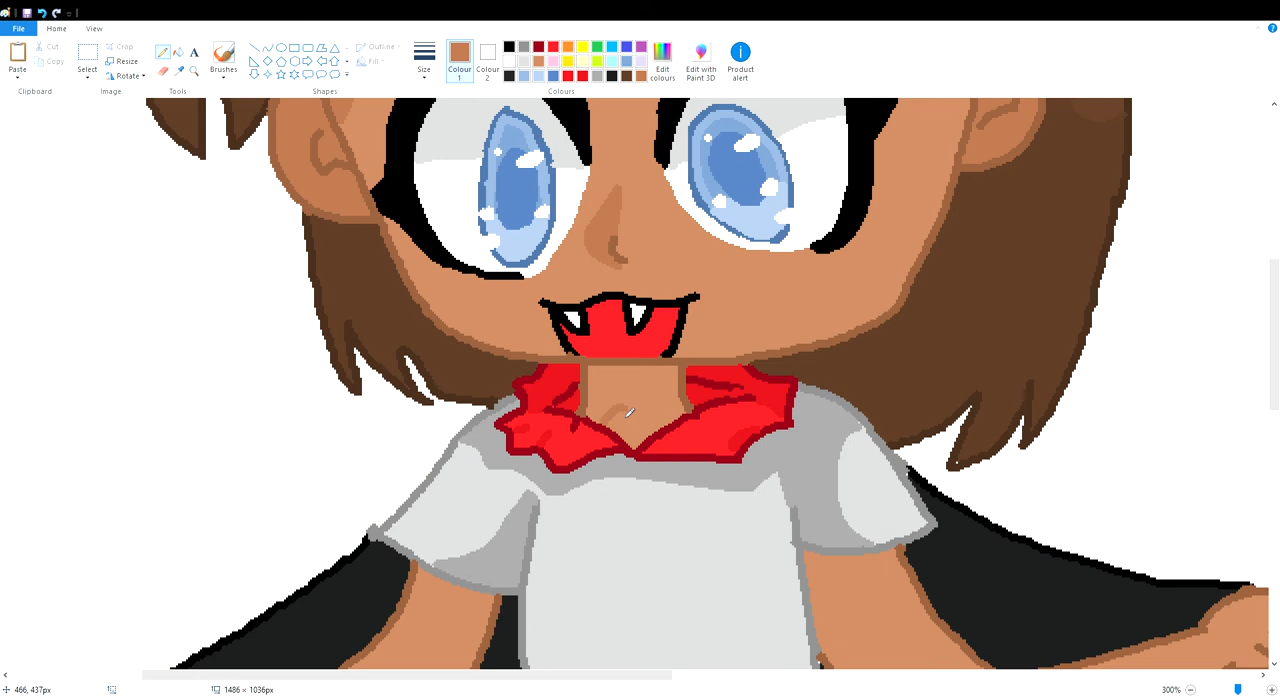 File Home View
Cut
Copy
Paste
Clipboard
Select
Crop
Resize
Rotate
Image
A
Tools
Brushes
Outline
Fill
Shapes
Size
Colour
1
Colour
2
Edit
colours
Colours
Edit with
Paint 3D
Product
alert
466, 437px
1486 × 1036px
300%